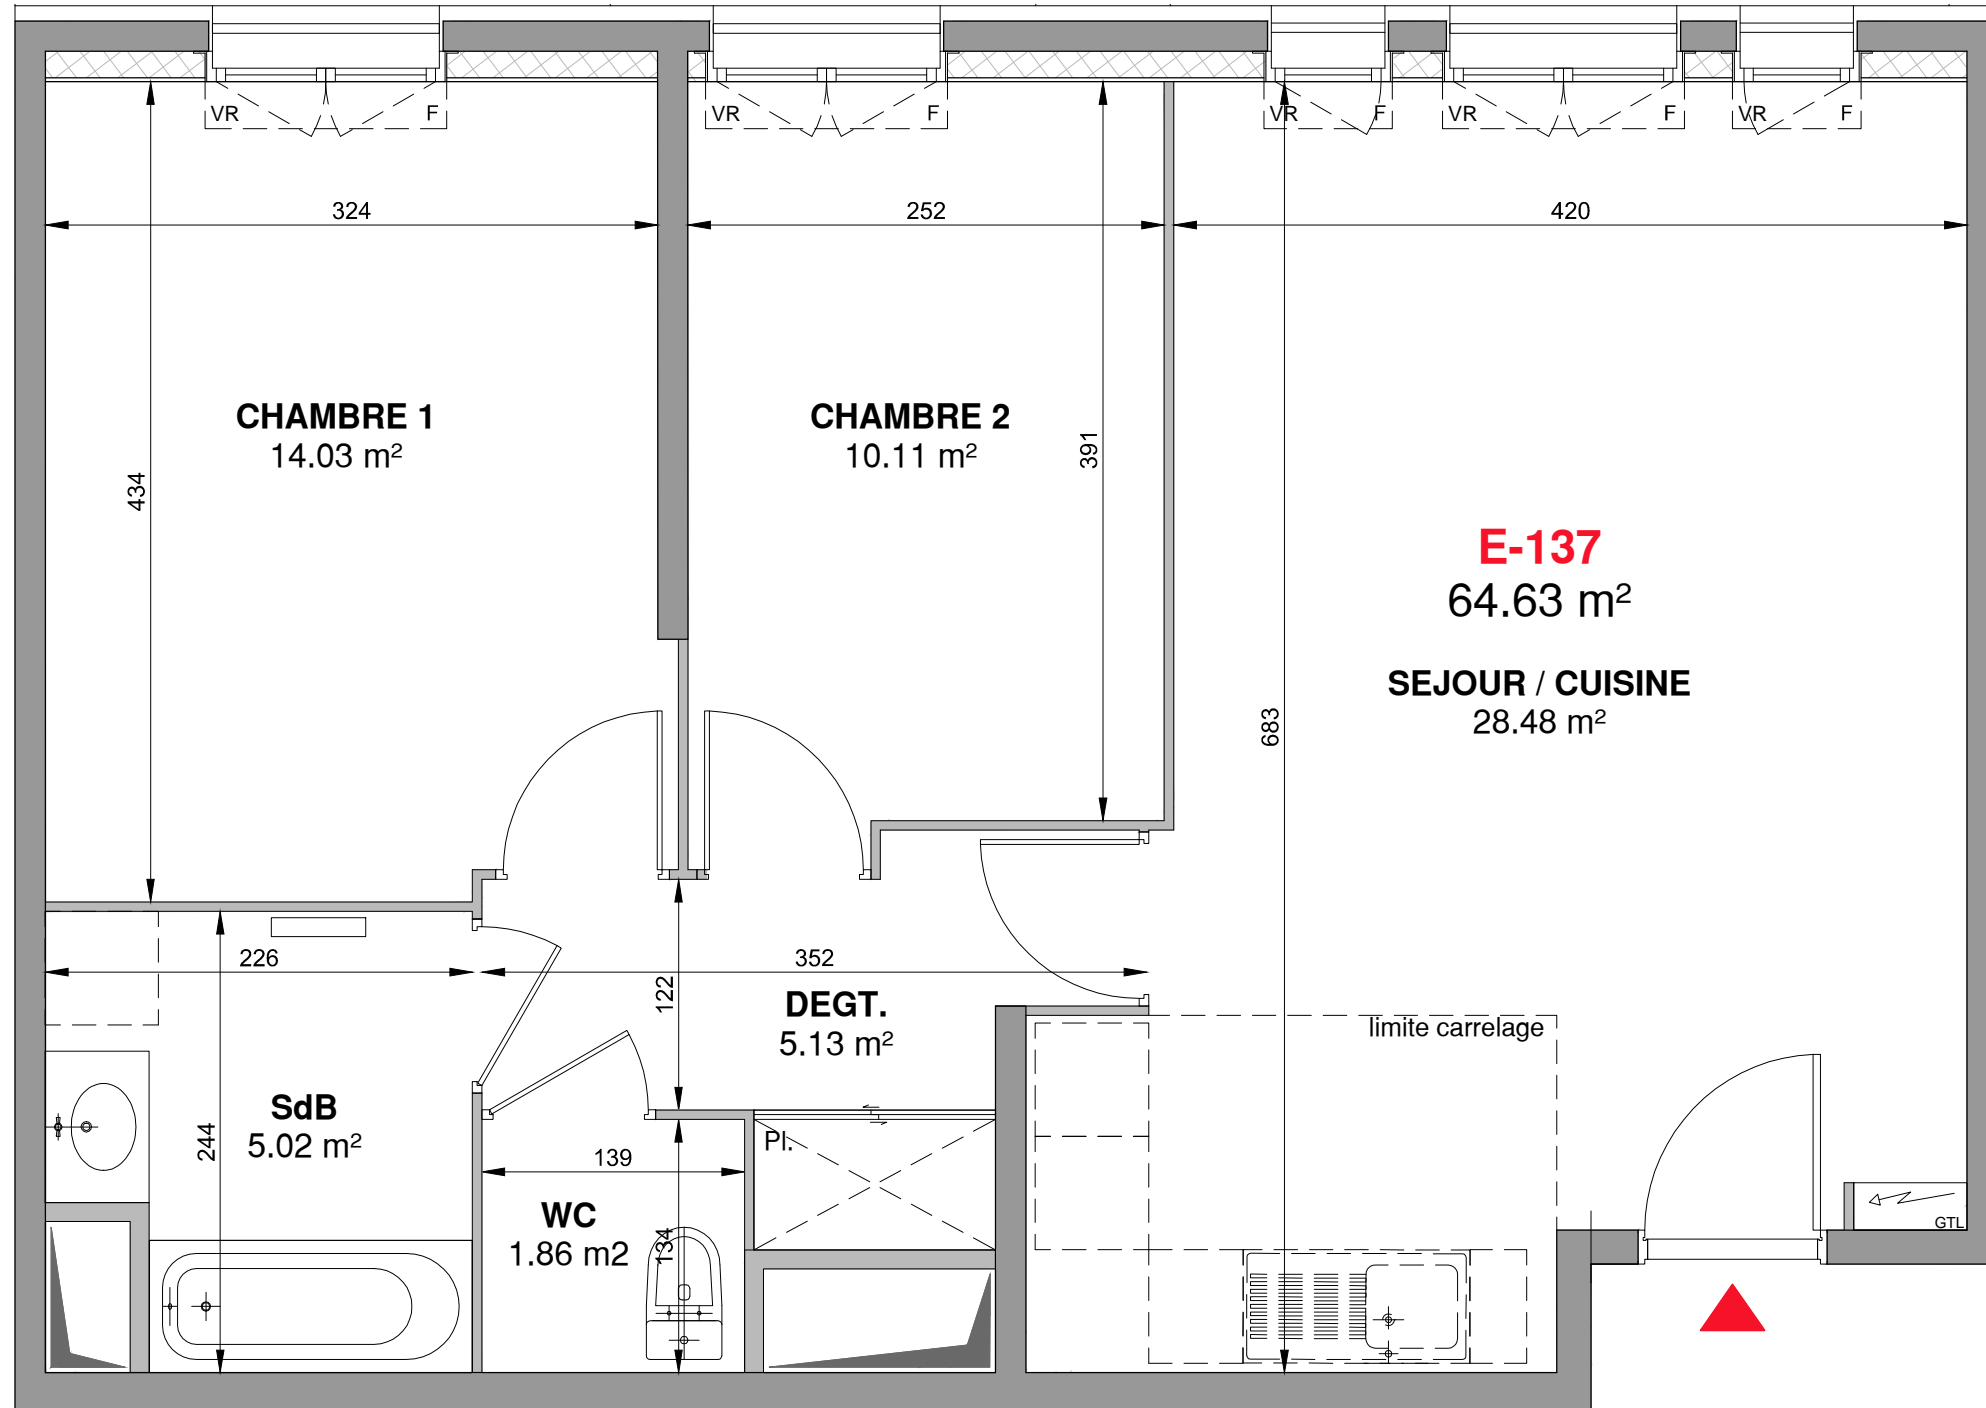 VR F
VR F
VR F
VR F
VR F
324
252
420
CHAMBRE 1
14.03 m²
CHAMBRE 2
10.11 m²
391
434
E-137
64.63 m²
SEJOUR / CUISINE
28.48 m²
683
226
352
122
DEGT.
5.13 m²
limite carrelage
SdB
5.02 m²
244
Pl.
139
WC
1.86 m2
134
GTL